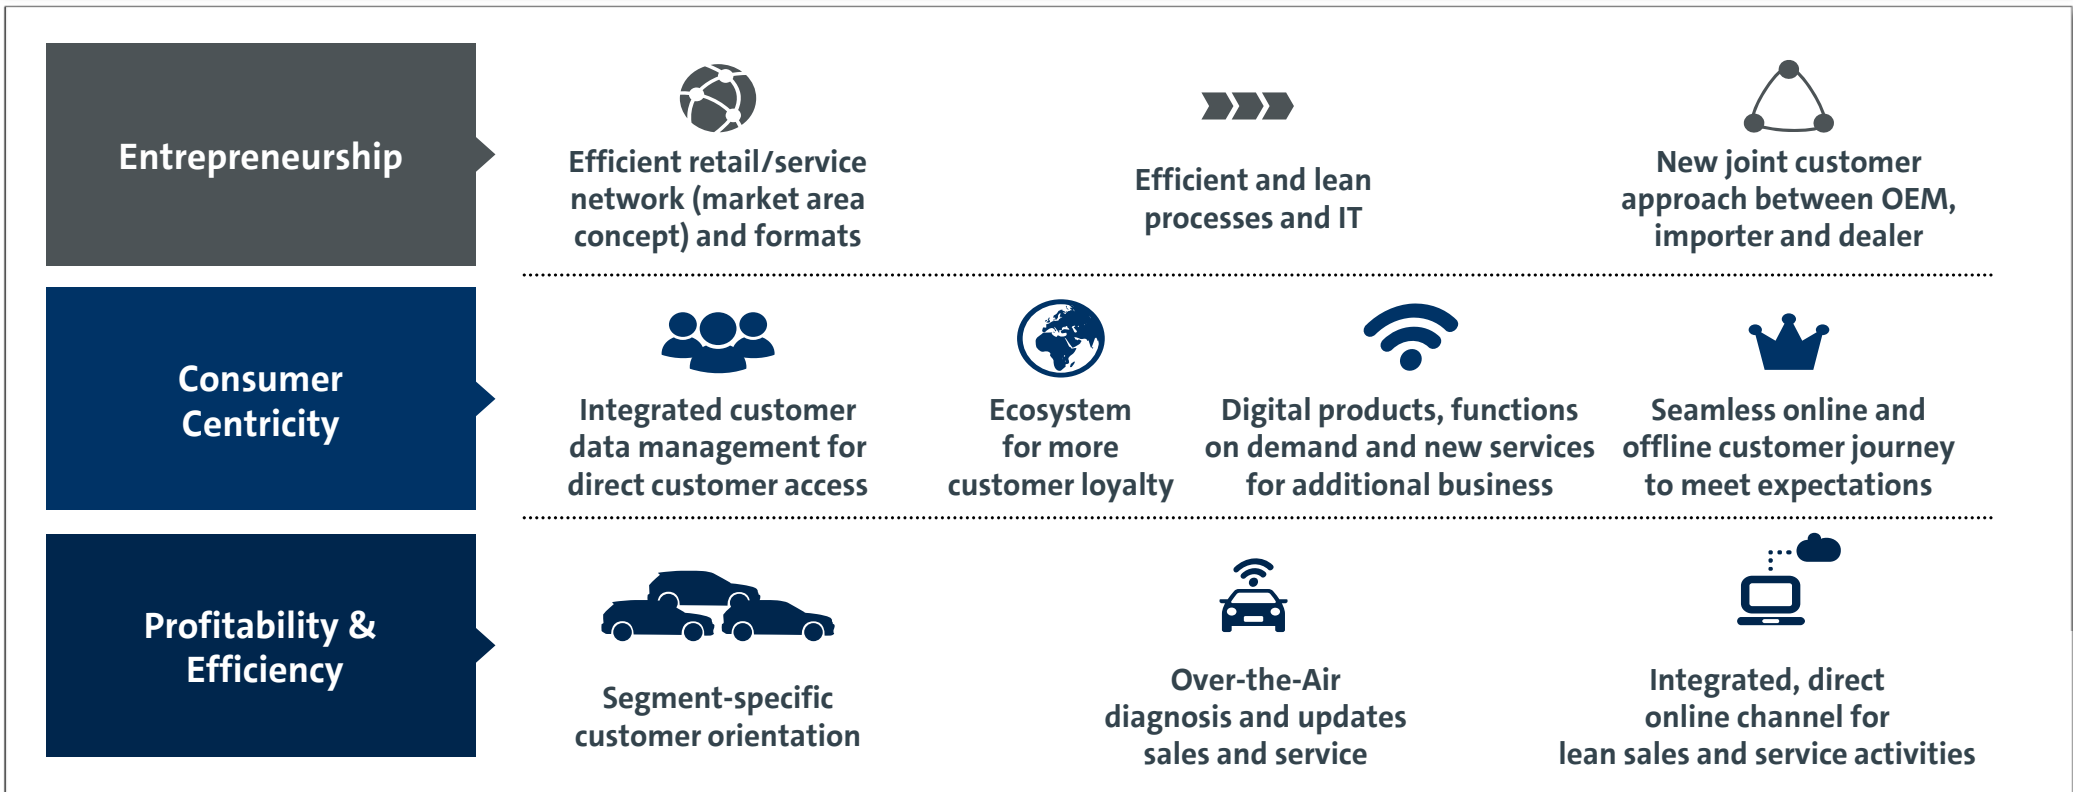 Entrepreneurship
Efficient retail/service
network (market area
concept) and formats
Efficient and lean
processes and IT
New joint customer
approach between OEM,
importer and dealer
Consumer
Centricity
Integrated customer
data management for
direct customer access
Ecosystem
for more
customer loyalty
Digital products, functions
on demand and new services
for additional business
Seamless online and
offline customer journey
to meet expectations
Profitability &
Efficiency
Segment-specific
customer orientation
Over-the-Air
diagnosis and updates
sales and service
Integrated, direct
online channel for
lean sales and service activities